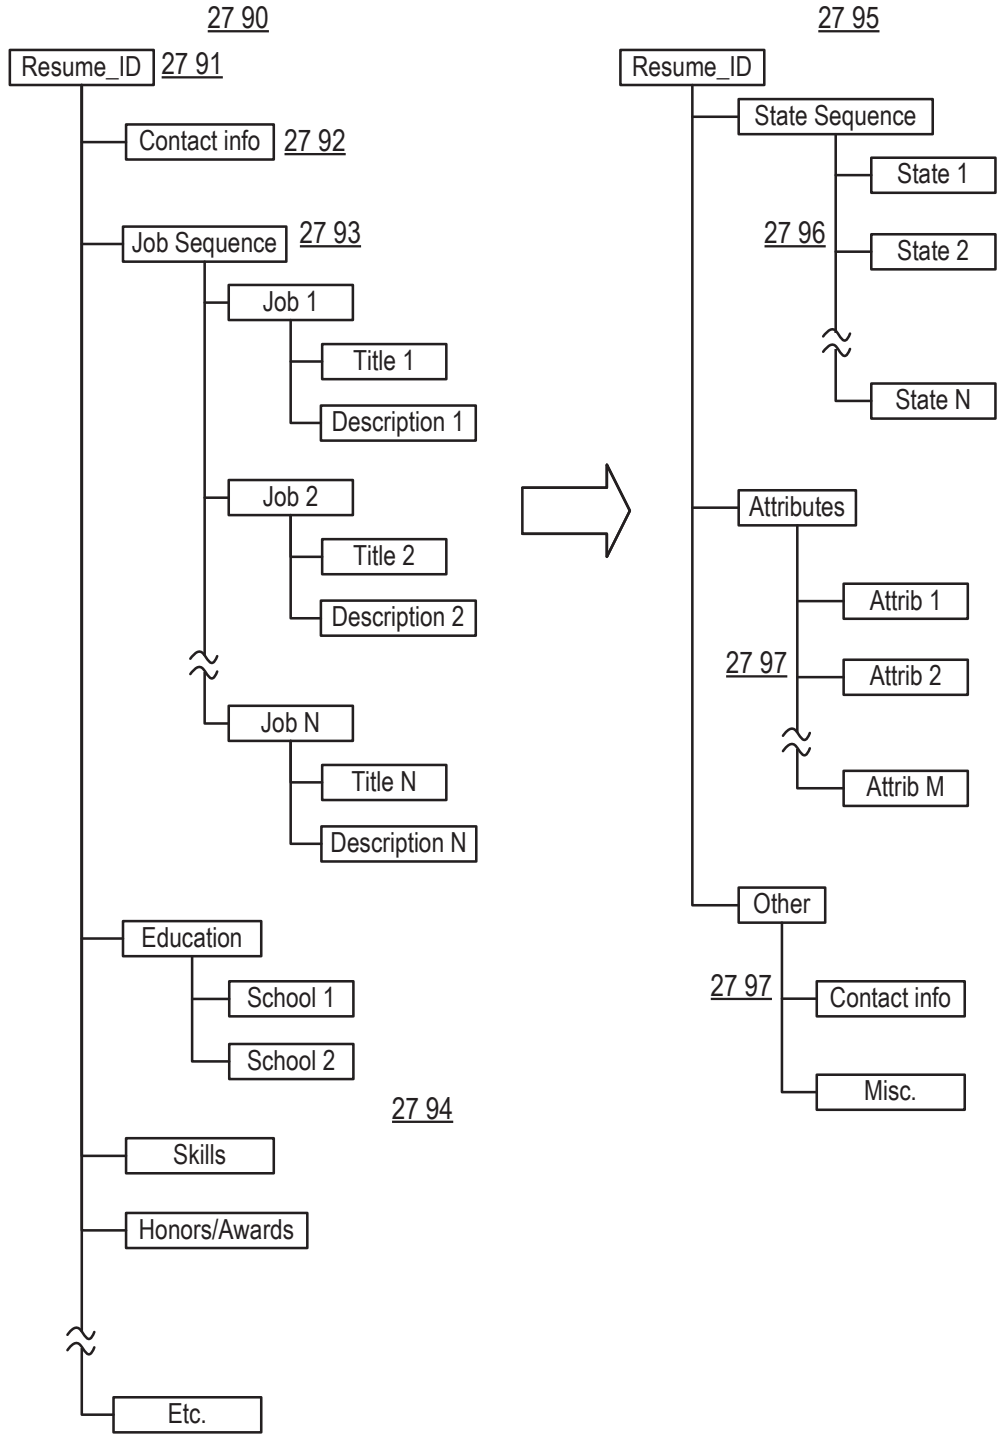 27 90
Resume_ID 27 91
Contact info 27 92
Job Sequence 27 93
Job 1
Title 1
Description 1
Job 2
Title 2
Description 2
Job N
Title N
Description N
Education
School 1
School 2
27 94
Skills
Honors/Awards
Etc.
27 95
Resume_ID
State Sequence
State 1
27 96
State 2
State N
Attributes
Attrib 1
27 97
Attrib 2
Attrib M
Other
27 97
Contact info
Misc.